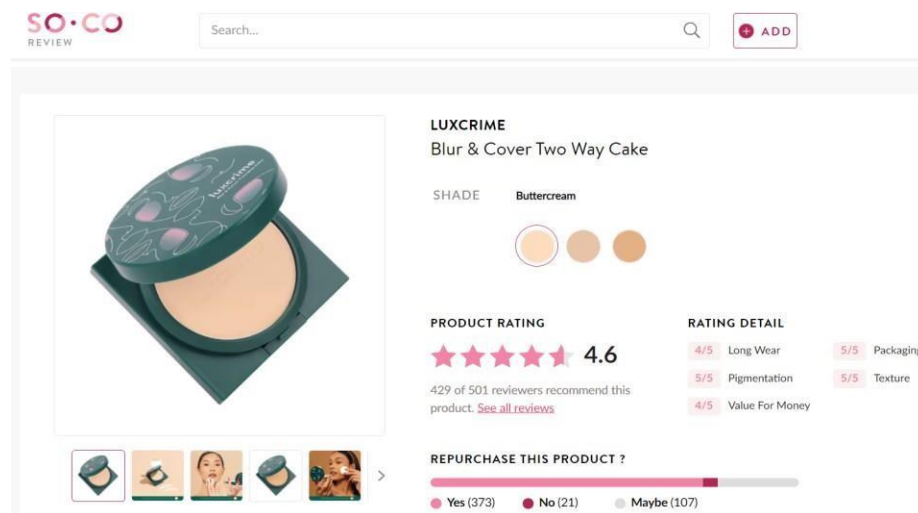 SO•CO
REVIEW
Search...
ADD
luxcrime
LUXCRIME
Blur & Cover Two Way Cake
SHADE Buttercream
PRODUCT RATING
4.6
429 of 501 reviewers recommend this
product. See all reviews
RATING DETAIL
4/5 Long Wear 5/5 Packaging
5/5 Pigmentation 5/5 Texture
4/5 Value For Money
REPURCHASE THIS PRODUCT ?
Yes (373) No (21) Maybe (107)